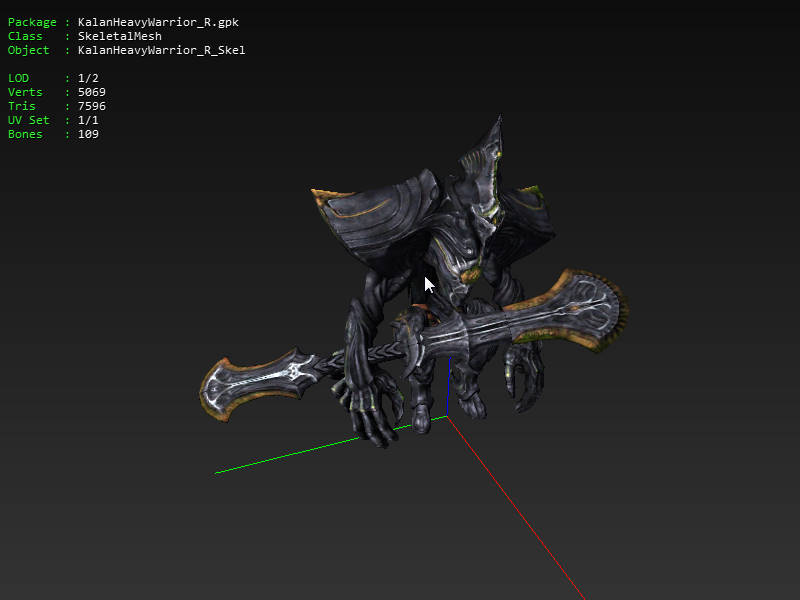 Package : KalanHeavyWarrior_R.gpk
Class : SkeletalMesh
Object : KalanHeavyWarrior_R_Skel
LOD : 1/2
Verts : 5069
Tris : 7596
UV Set : 1/1
Bones : 109